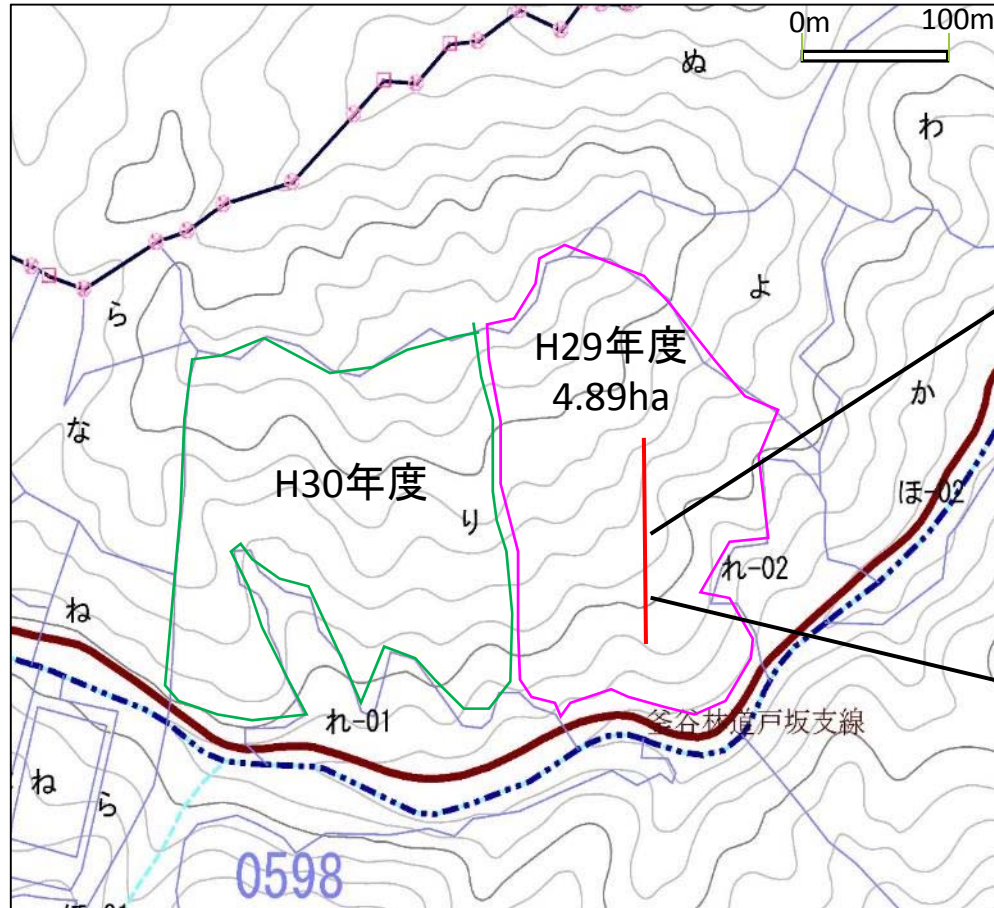 0m 100m
ぬ
わ
ら
よ
H29年度
4.89ha
か
な
H30年度
り
ほ-02
れ-02
ね
れ-01
釜谷林道戸坂支線
ね
ら
0598